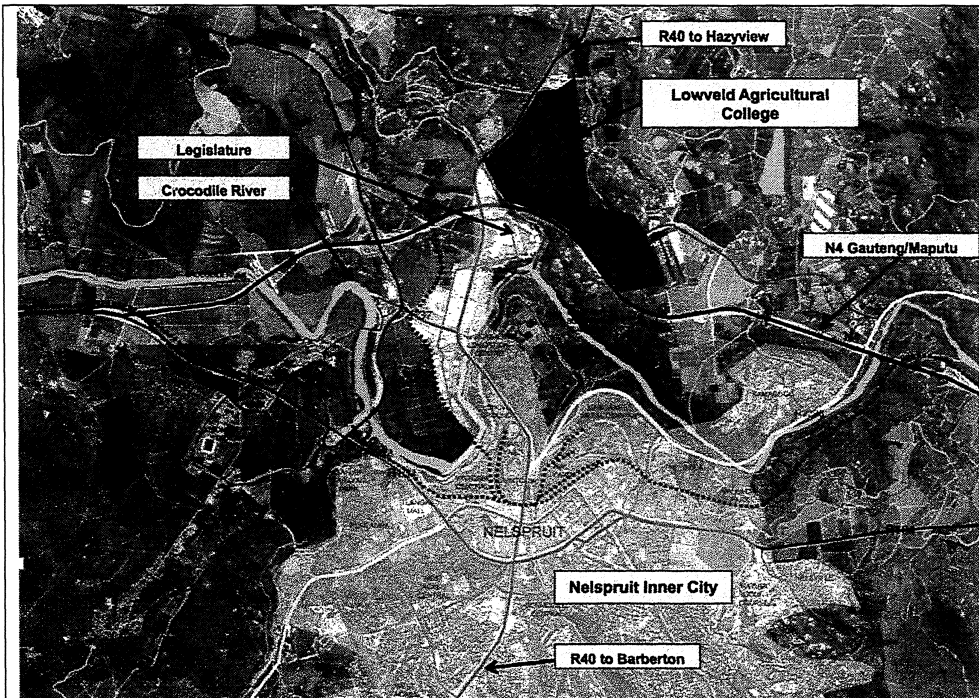 R40 to Hazyview
Lowveld Agricultural
College
Legislature
Crocodile River
N4 Gauteng/Maputu
MALL
NELSPRUIT
Nelspruit Inner City
R40 to Barberton